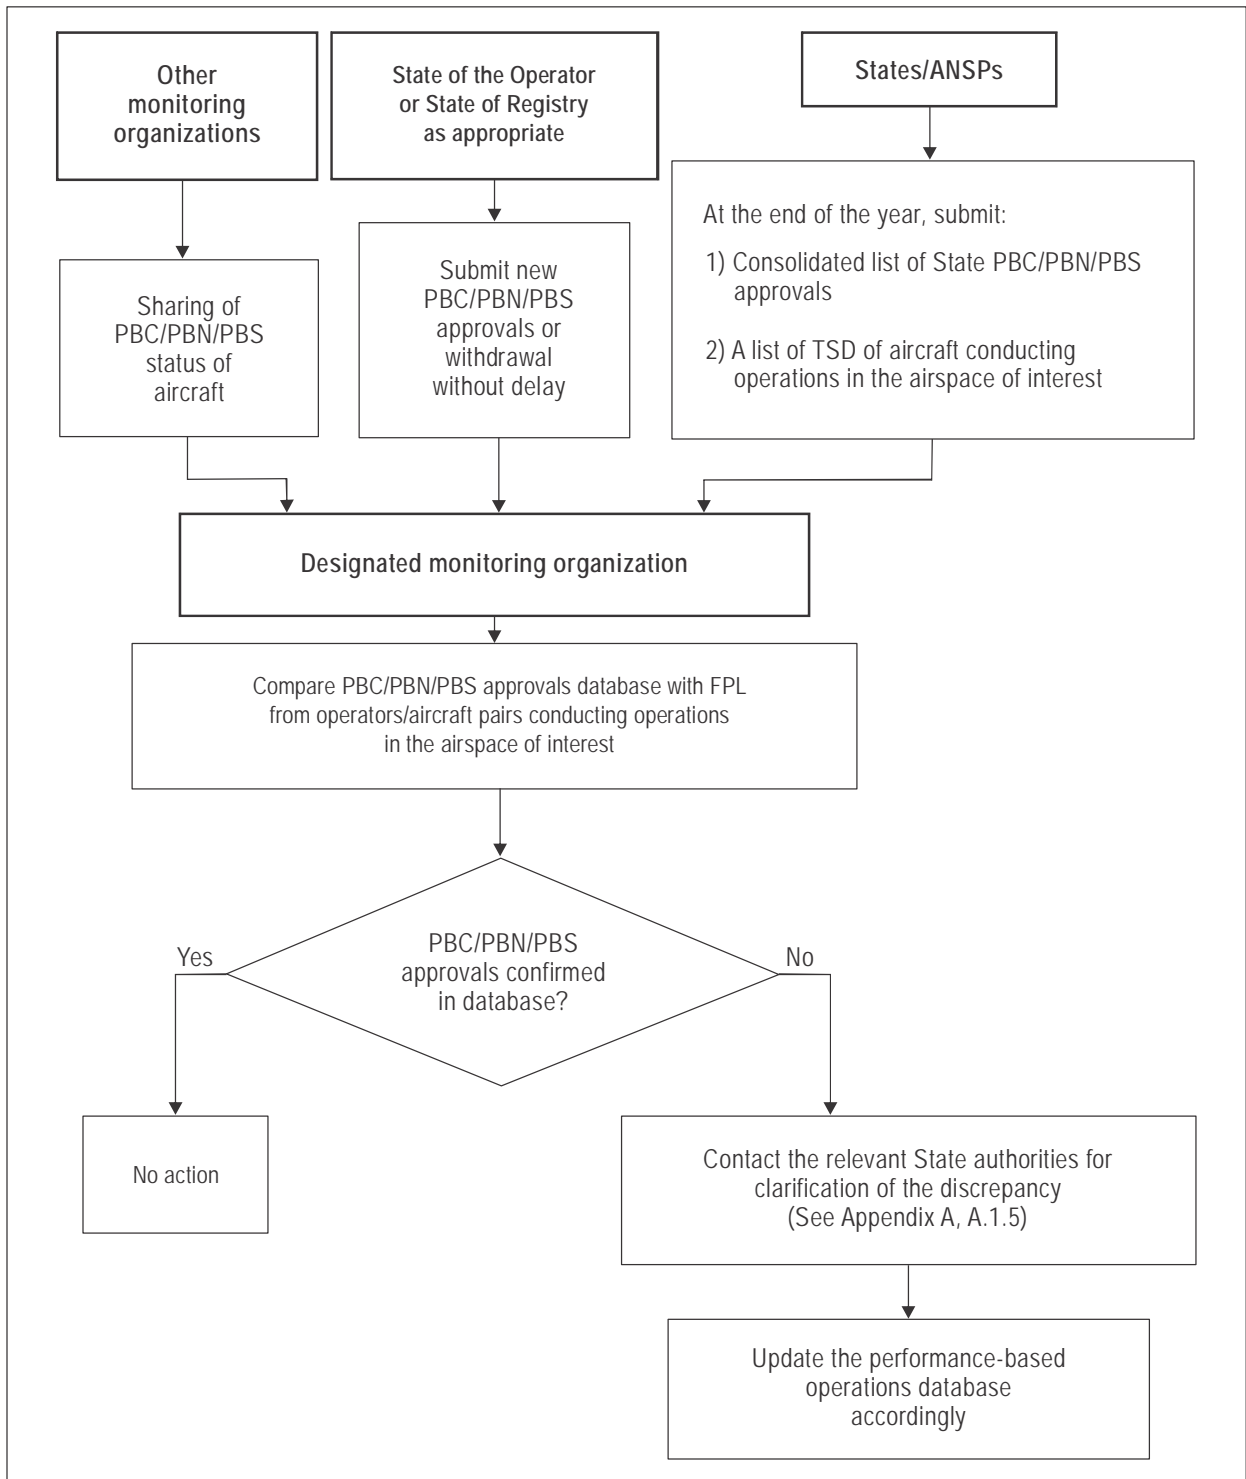 Other
monitoring
organizations
State of the Operator
or State of Registry
as appropriate
States/ANSPs
Sharing of
PBC/PBN/PBS
status of
aircraft
Submit new
PBC/PBN/PBS
approvals or
withdrawal
without delay
At the end of the year, submit:
1) Consolidated list of State PBC/PBN/PBS
approvals
2) A list of TSD of aircraft conducting
operations in the airspace of interest
Designated monitoring organization
Compare PBC/PBN/PBS approvals database with FPL
from operators/aircraft pairs conducting operations
in the airspace of interest
Yes
PBC/PBN/PBS
approvals confirmed
in database?
No
No action
Contact the relevant State authorities for
clarification of the discrepancy
(See Appendix A, A.1.5)
Update the performance-based
operations database
accordingly